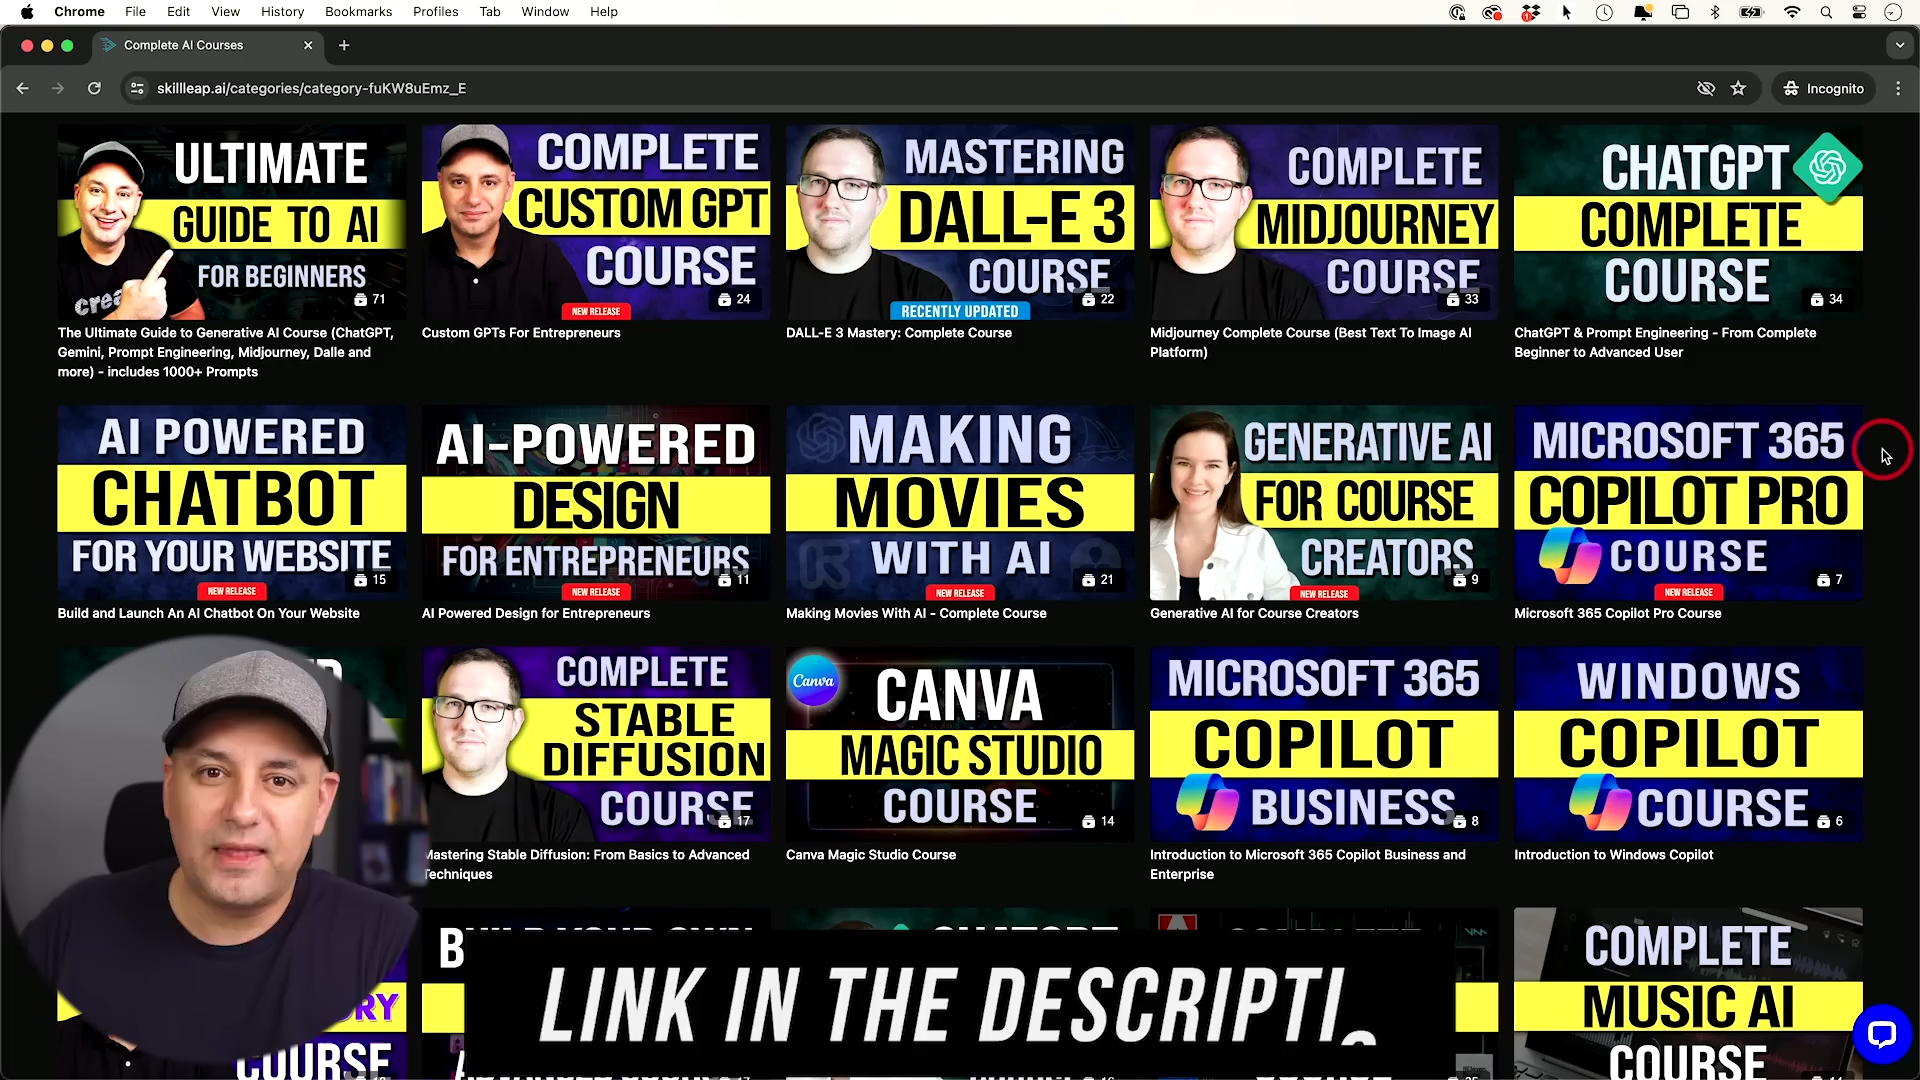 Chrome File Edit View History Bookmarks Profiles Tab Window Help
Complete AI Courses
skillleap.ai/categories/category-fuKW8uEmz_E
Incognito
ULTIMATE
GUIDE TO AI
FOR BEGINNERS
71
The Ultimate Guide to Generative AI Course (ChatGPT,
Gemini, Prompt Engineering, Midjourney, Dalle and
more) - includes 1000+ Prompts
COMPLETE
CUSTOM GPT
COURSE
NEW RELEASE
24
Custom GPTs For Entrepreneurs
MASTERING
DALL-E 3
COURSE
RECENTLY UPDATED
22
DALL-E 3 Mastery: Complete Course
COMPLETE
MIDJOURNEY
COURSE
33
Midjourney Complete Course (Best Text To Image AI
Platform)
CHATGPT
COMPLETE
COURSE
34
ChatGPT & Prompt Engineering - From Complete
Beginner to Advanced User
AI POWERED
CHATBOT
FOR YOUR WEBSITE
NEW RELEASE
15
Build and Launch An AI Chatbot On Your Website
AI-POWERED
DESIGN
FOR ENTREPRENEURS
NEW RELEASE
11
AI Powered Design for Entrepreneurs
MAKING
MOVIES
WITH AI
NEW RELEASE
21
Making Movies With AI - Complete Course
GENERATIVE AI
FOR COURSE
CREATORS
NEW RELEASE
9
Generative AI for Course Creators
MICROSOFT 365
COPILOT PRO
COURSE
NEW RELEASE
7
Microsoft 365 Copilot Pro Course
COMPLETE
STABLE
DIFFUSION
COURSE
17
Mastering Stable Diffusion: From Basics to Advanced
Techniques
Canva
CANVA
MAGIC STUDIO
COURSE
14
Canva Magic Studio Course
MICROSOFT 365
COPILOT
BUSINESS
8
Introduction to Microsoft 365 Copilot Business and
Enterprise
WINDOWS
COPILOT
COURSE
6
Introduction to Windows Copilot
COURSE
LINK IN THE DESCRIPTI
COMPLETE
MUSIC AI
COURSE